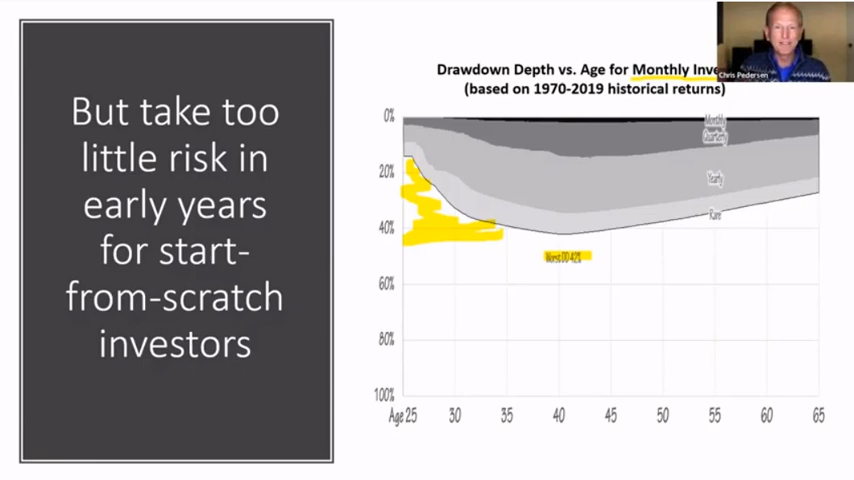 But take too
little risk in
early years
for start-
from-scratch
investors
Drawdown Depth vs. Age for Monthly Inve
(based on 1970-2019 historical returns)
Chris Pedersen
0%
20%
40%
60%
80%
100%
Monthly
Quarterly
Yearly
Rare
Worst DD 42%
Age 25
30
35
40
45
50
55
60
65